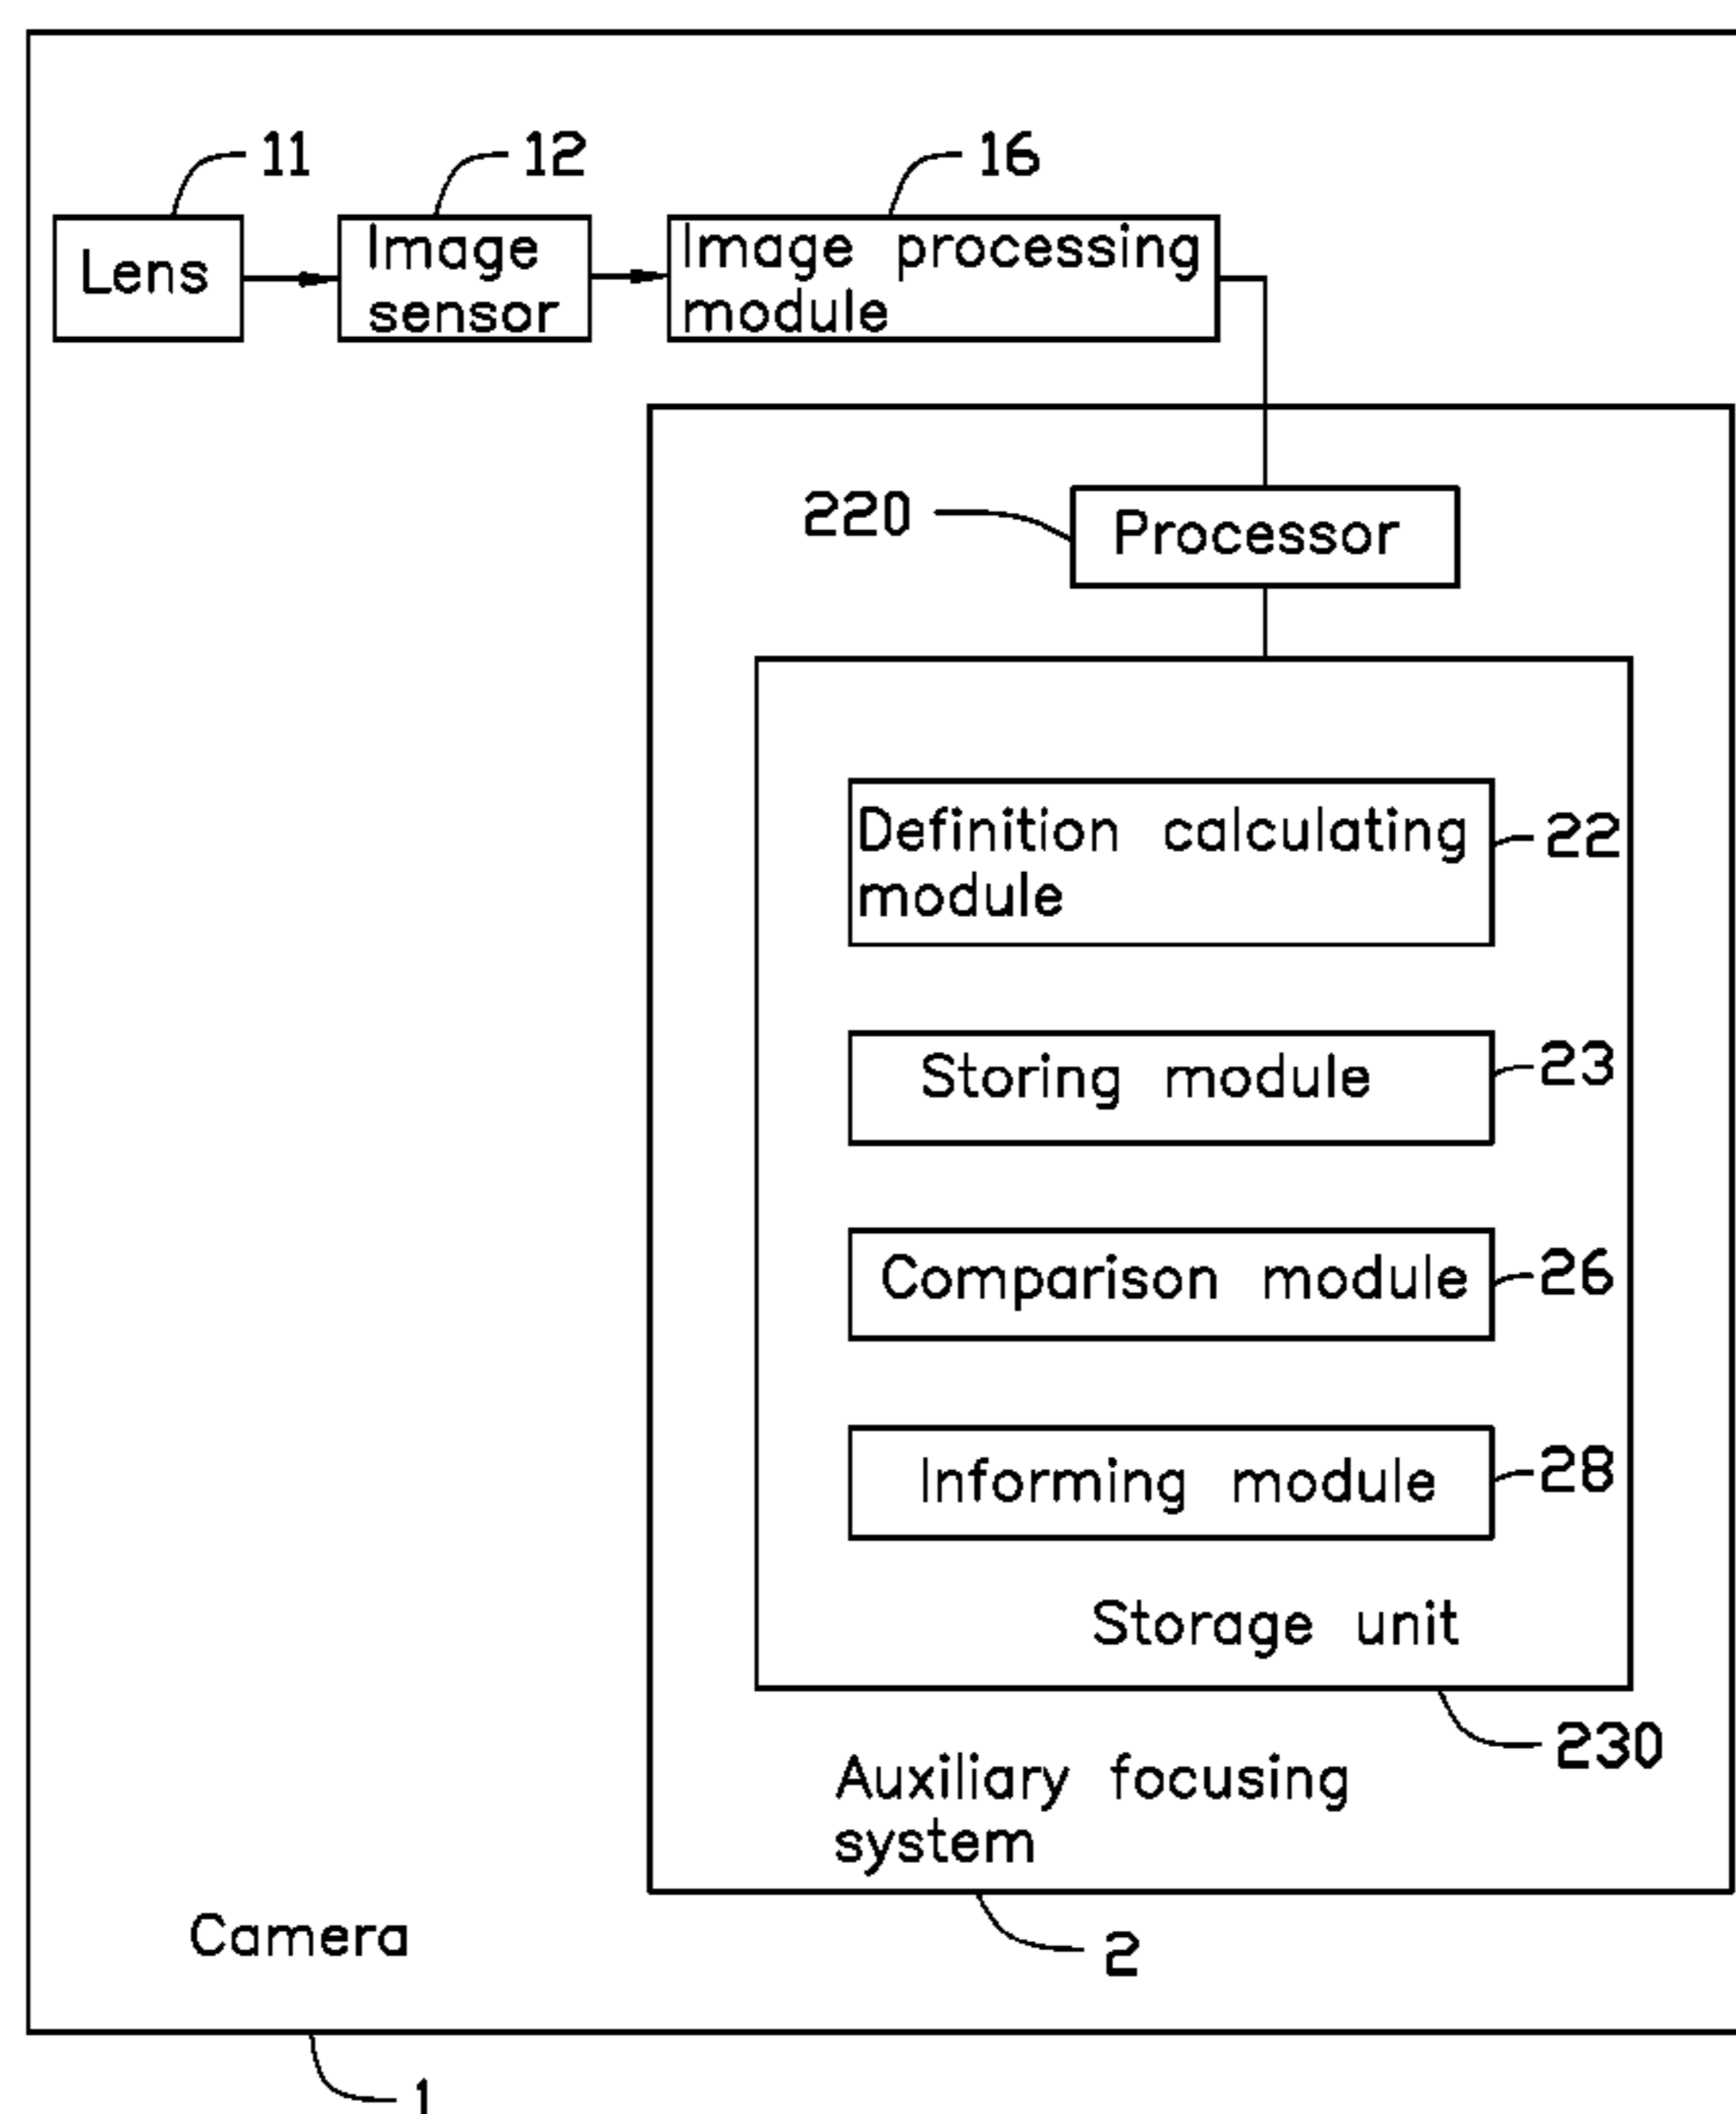 11
12
16
Lens
Image
sensor
Image processing
module
220
Processor
Definition calculating
module
22
Storing module
23
Comparison module
26
Informing module
28
Storage unit
230
Auxiliary focusing
system
Camera
2
1